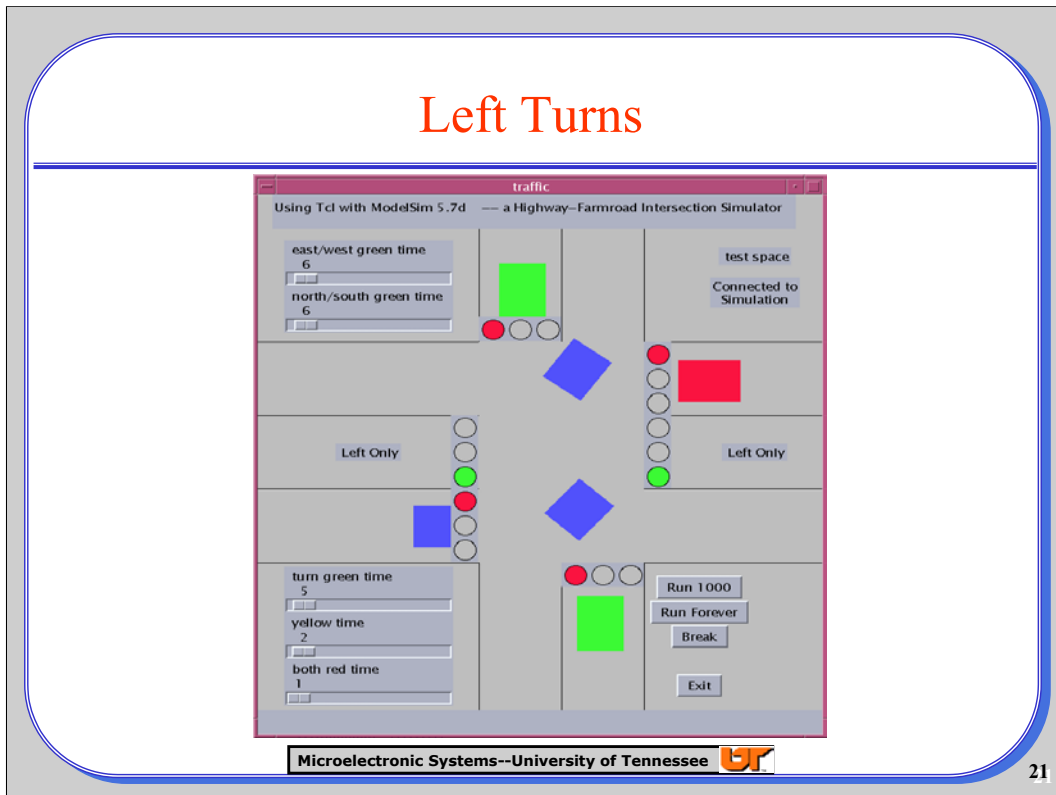 Left Turns
traffic
Using Tcl with ModelSim 5.7d –– a Highway–Farmroad Intersection Simulator
east/west green time
6
north/south green time
6
test space
Connected to
Simulation
Left Only
Left Only
turn green time
5
yellow time
2
both red time
1
Run 1000
Run Forever
Break
Exit
Microelectronic Systems--University of Tennessee
UT
21